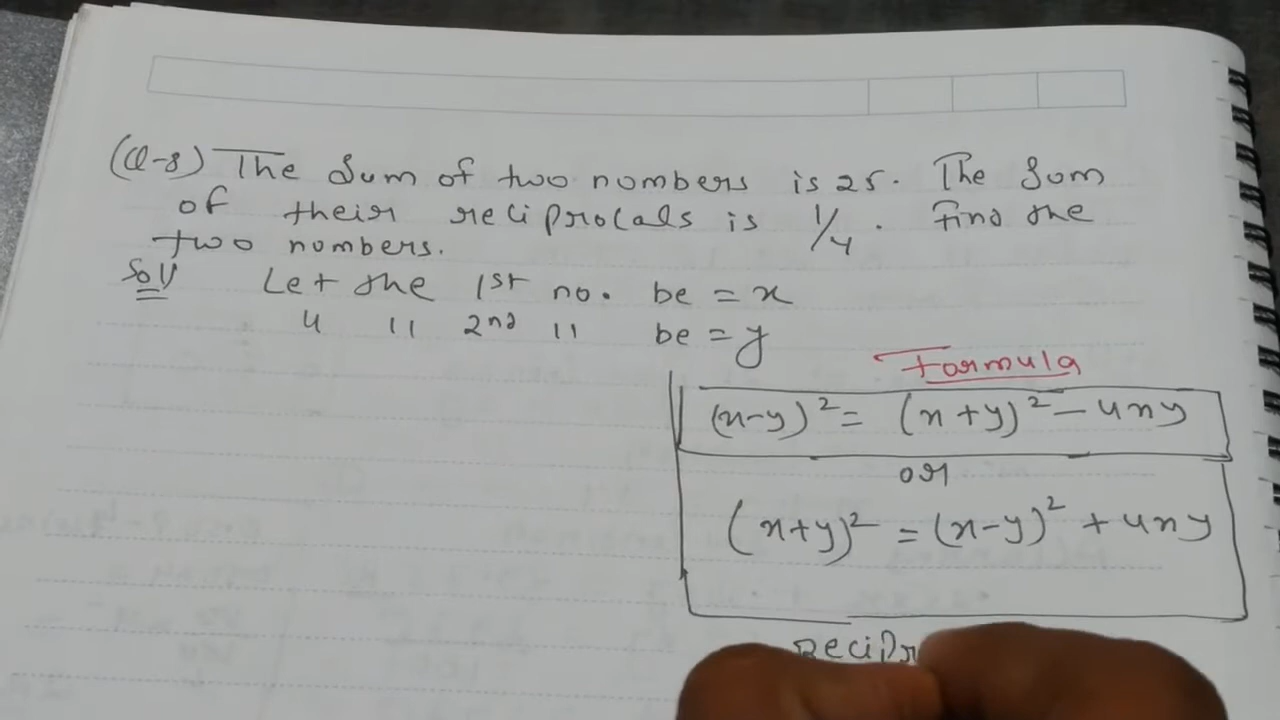 (Q-8) The Sum of two numbers is 25. The Sum
of their reciprocals is 1/4. Find the
two numbers.
Sol/ Let the 1st no. be = x
" " 2nd " be = y
Formula
(x-y)² = (x+y)² - 4xy
or
(x+y)² = (x-y)² + 4xy